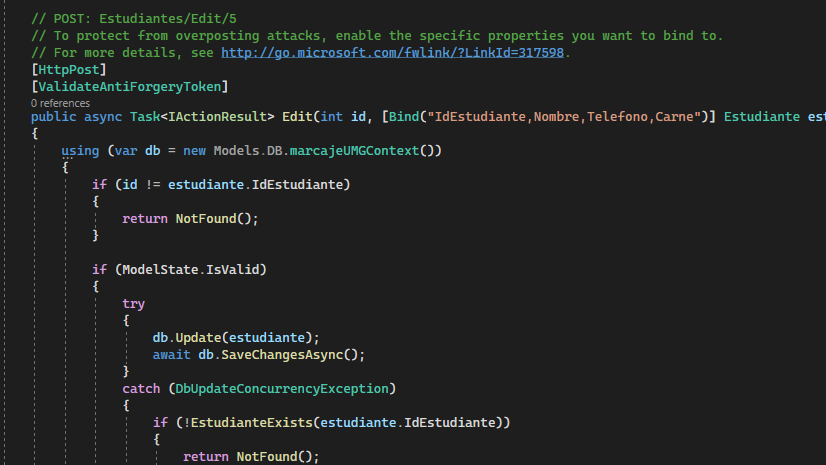 // POST: Estudiantes/Edit/5
// To protect from overposting attacks, enable the specific properties you want to bind to.
// For more details, see http://go.microsoft.com/fwlink/?LinkId=317598.
[HttpPost]
[ValidateAntiForgeryToken]
0 references
public async Task<IActionResult> Edit(int id, [Bind("IdEstudiante,Nombre,Telefono,Carne")] Estudiante est
{
using (var db = new Models.DB.marcajeUMGContext())
{
if (id != estudiante.IdEstudiante)
{
return NotFound();
}
if (ModelState.IsValid)
{
try
{
db.Update(estudiante);
await db.SaveChangesAsync();
}
catch (DbUpdateConcurrencyException)
{
if (!EstudianteExists(estudiante.IdEstudiante))
{
return NotFound();